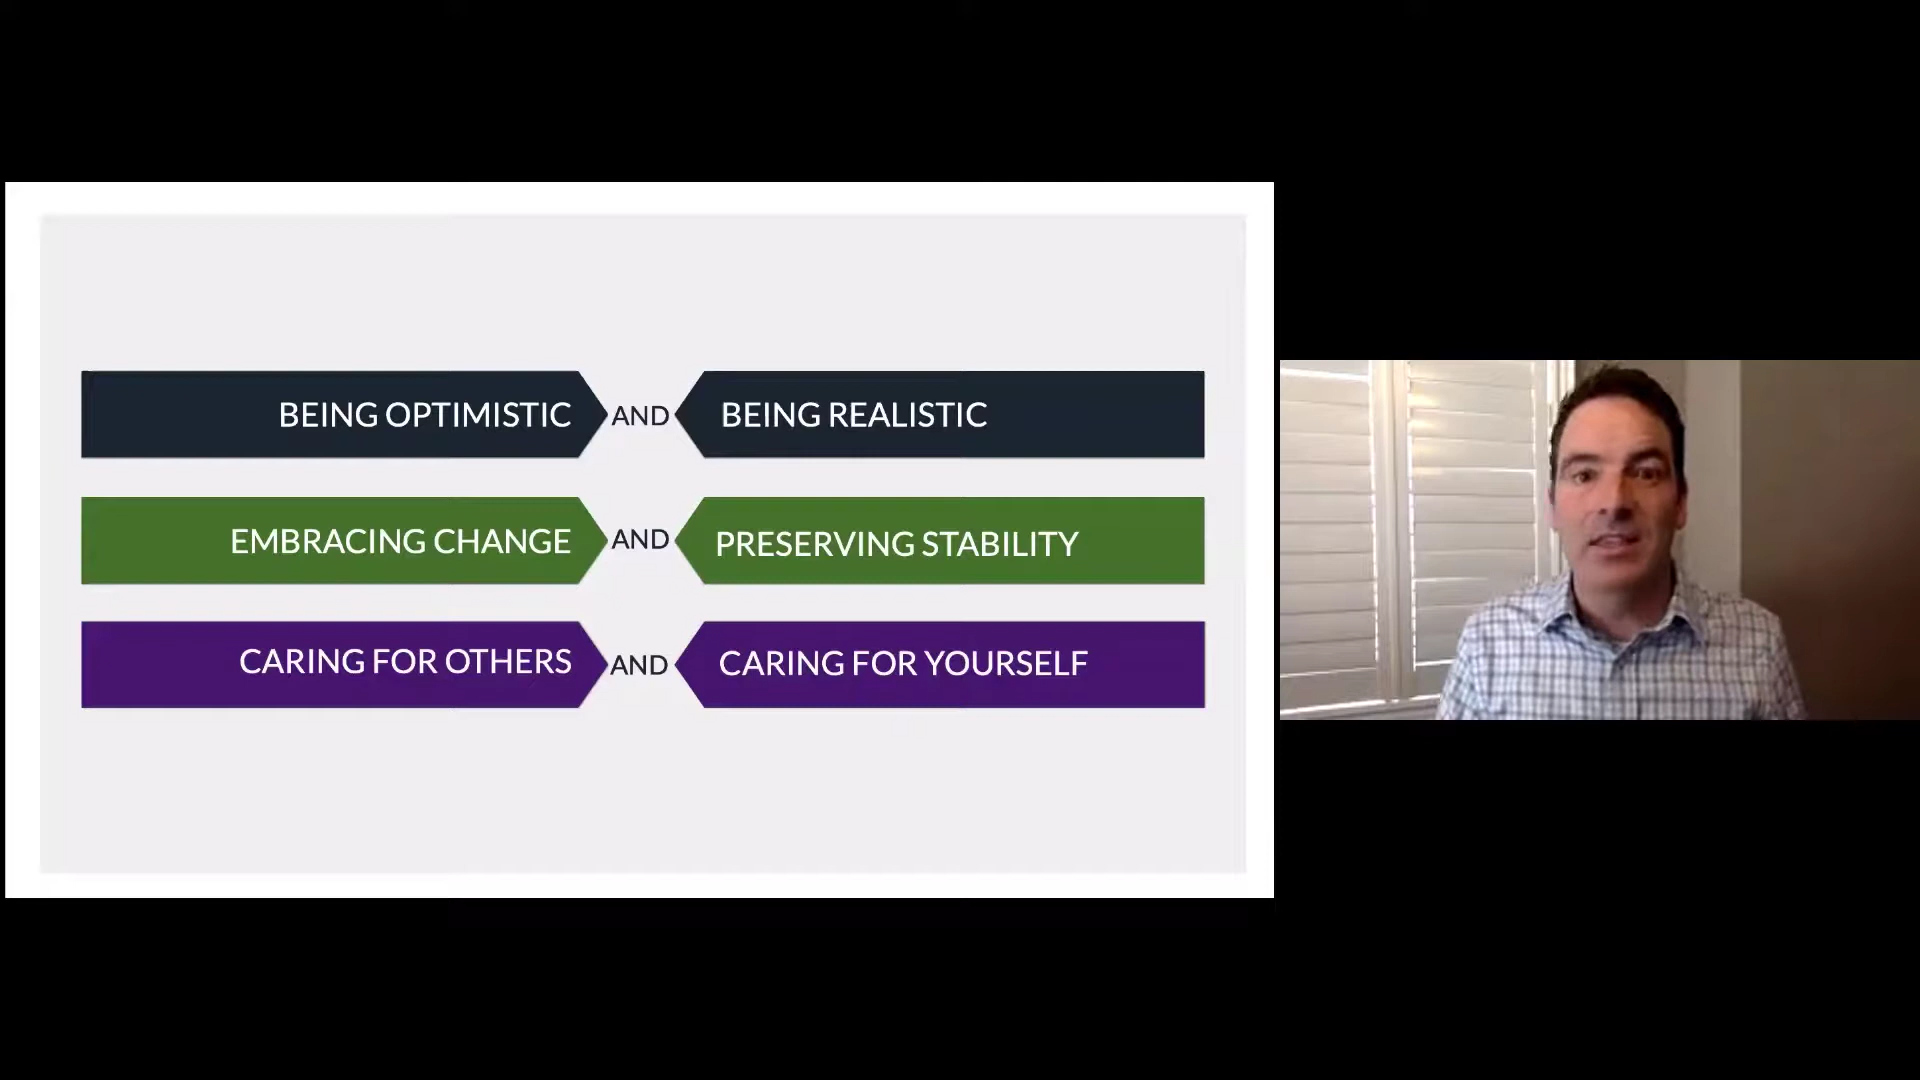 BEING OPTIMISTIC AND BEING REALISTIC
EMBRACING CHANGE AND PRESERVING STABILITY
CARING FOR OTHERS AND CARING FOR YOURSELF